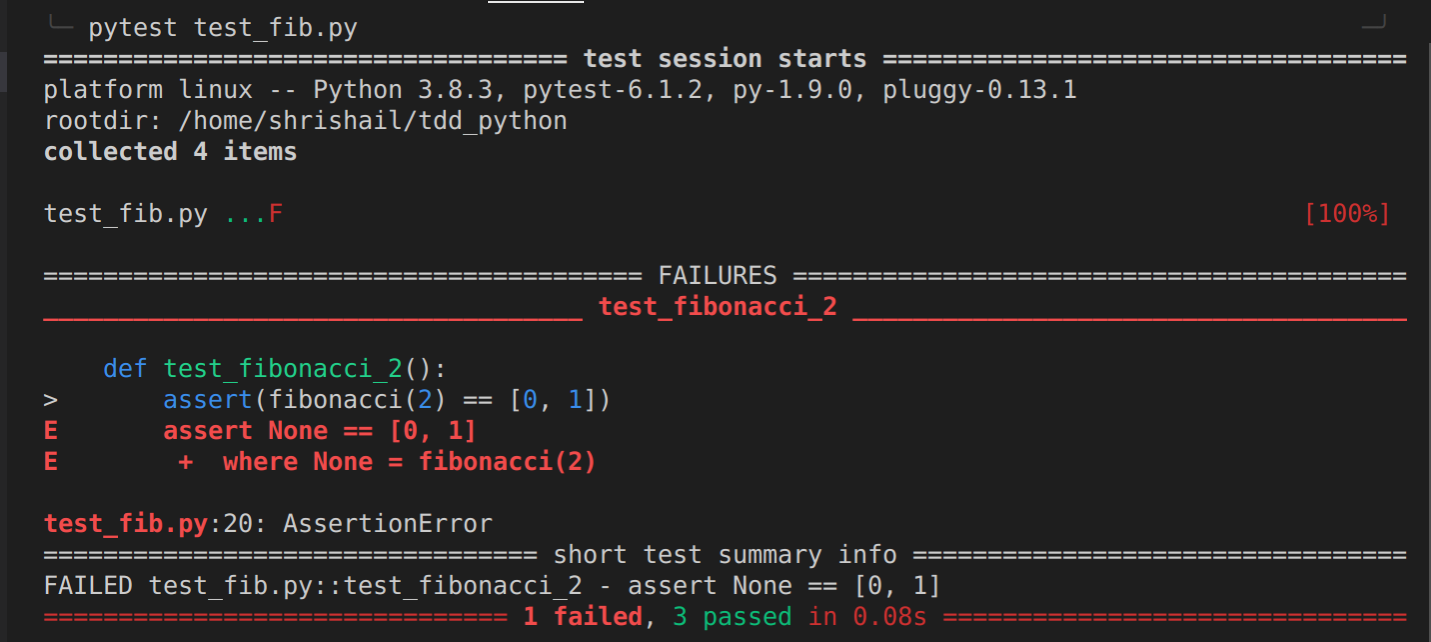 pytest test_fib.py
=================================== test session starts ===================================
platform linux -- Python 3.8.3, pytest-6.1.2, py-1.9.0, pluggy-0.13.1
rootdir: /home/shrishail/tdd_python
collected 4 items
test_fib.py ...F [100%]
======================================== FAILURES =========================================
____________________________________ test_fibonacci_2 _____________________________________
def test_fibonacci_2():
> assert(fibonacci(2) == [0, 1])
E assert None == [0, 1]
E + where None = fibonacci(2)
test_fib.py:20: AssertionError
================================= short test summary info =================================
FAILED test_fib.py::test_fibonacci_2 - assert None == [0, 1]
=============================== 1 failed, 3 passed in 0.08s ===============================